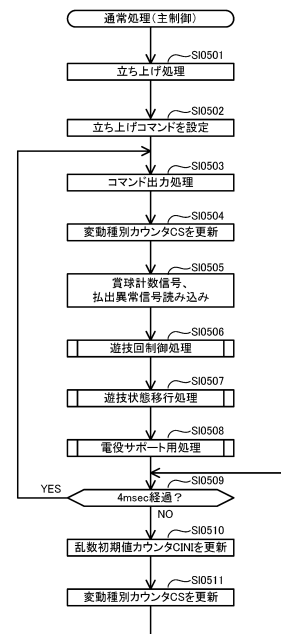 通常処理(主制御)
SI0501
立ち上げ処理
SI0502
立ち上げコマンドを設定
SI0503
コマンド出力処理
SI0504
変動種別カウンタCSを更新
SI0505
賞球計数信号、
払出異常信号読み込み
SI0506
遊技回制御処理
SI0507
遊技状態移行処理
SI0508
電役サポート用処理
SI0509
YES
4msec経過?
NO
SI0510
乱数初期値カウンタCINIを更新
SI0511
変動種別カウンタCSを更新